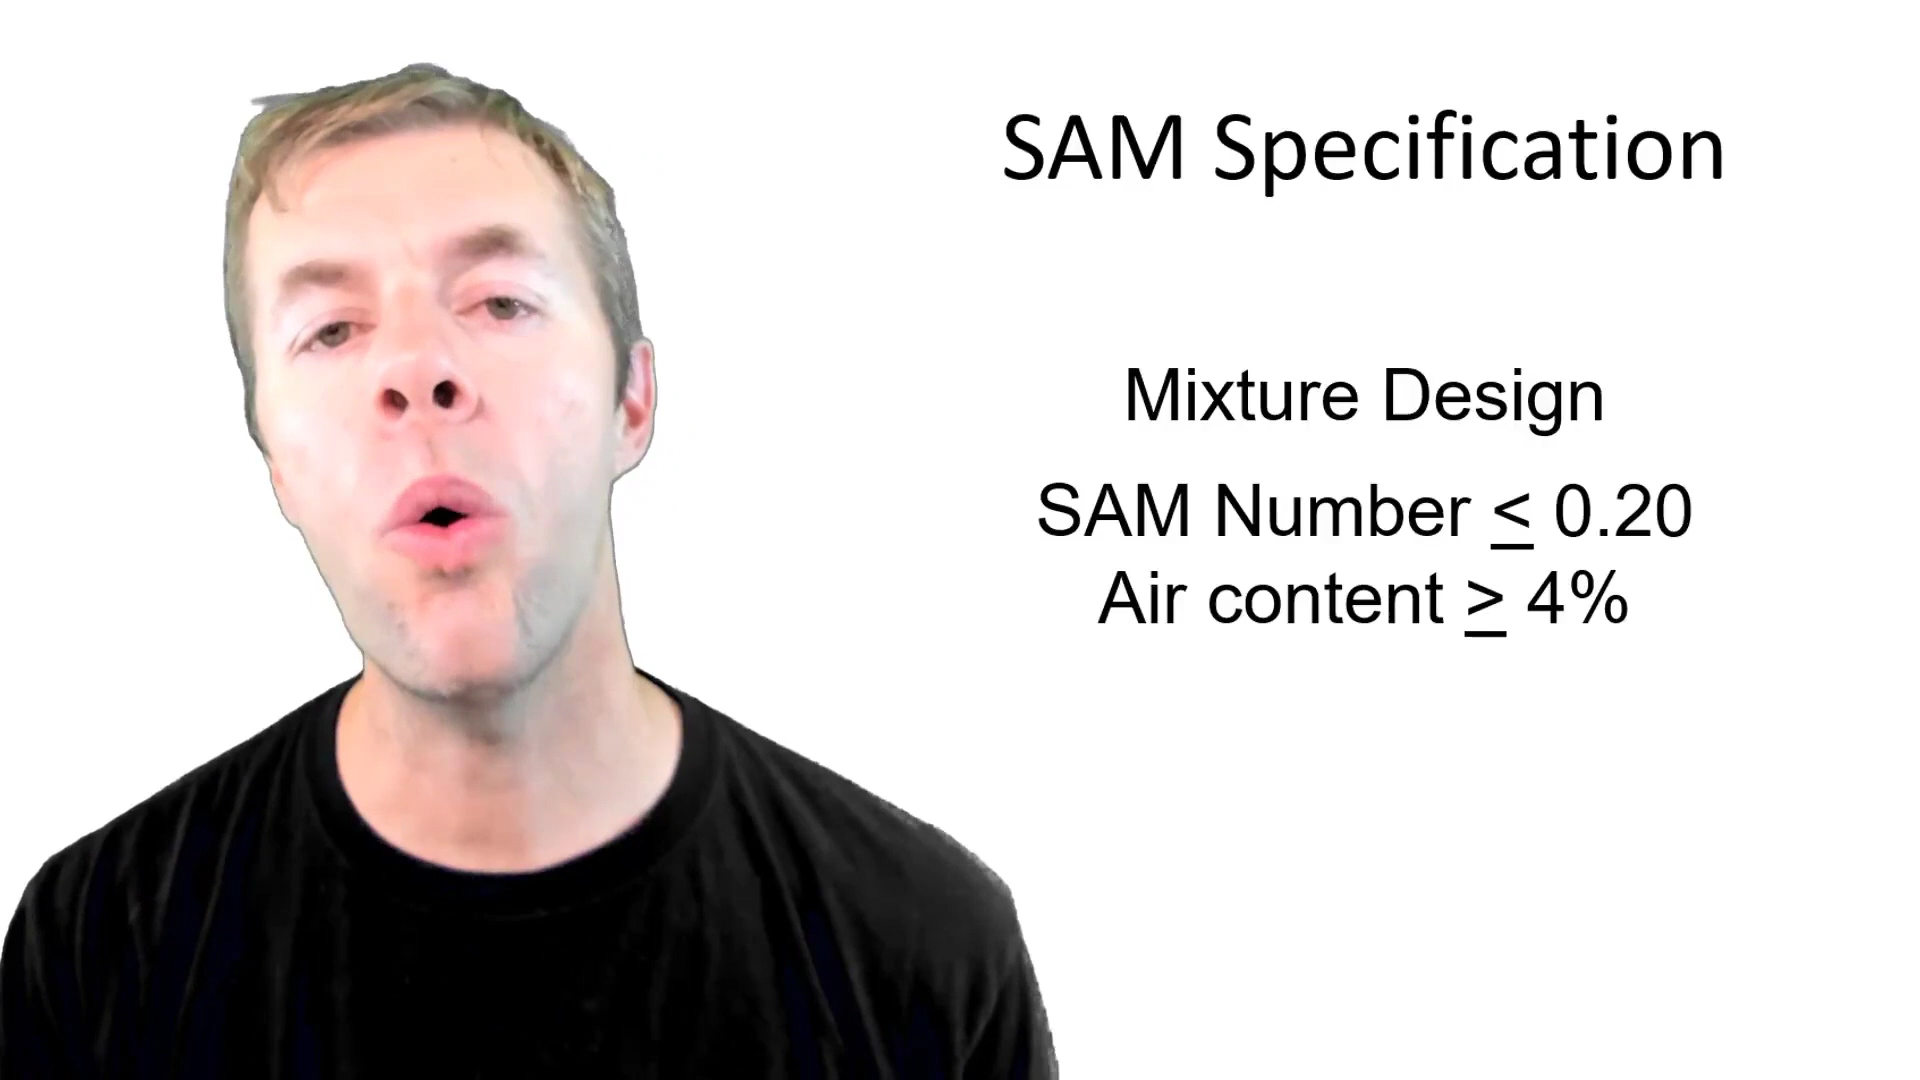 SAM Specification
Mixture Design
SAM Number ≤ 0.20
Air content ≥ 4%